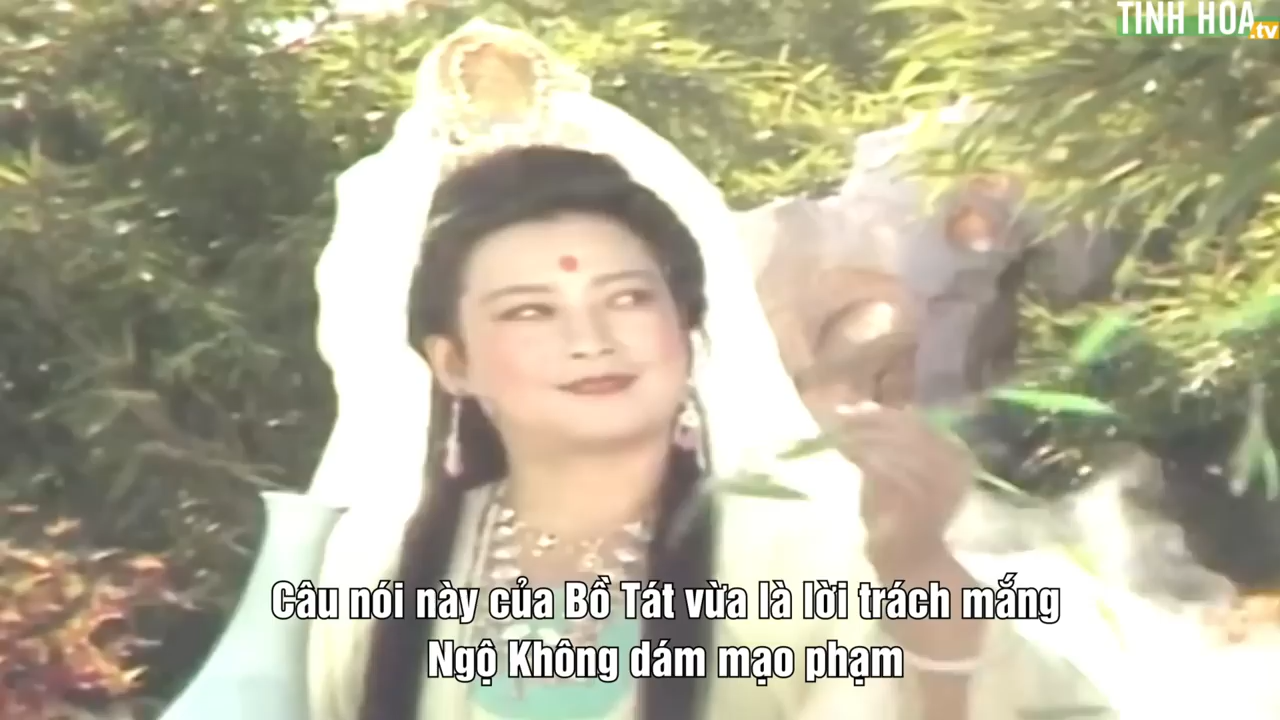 TINH HOA
.tv
Câu nói này của Bồ Tát vừa là lời trách mắng
Ngộ Không dám mạo phạm